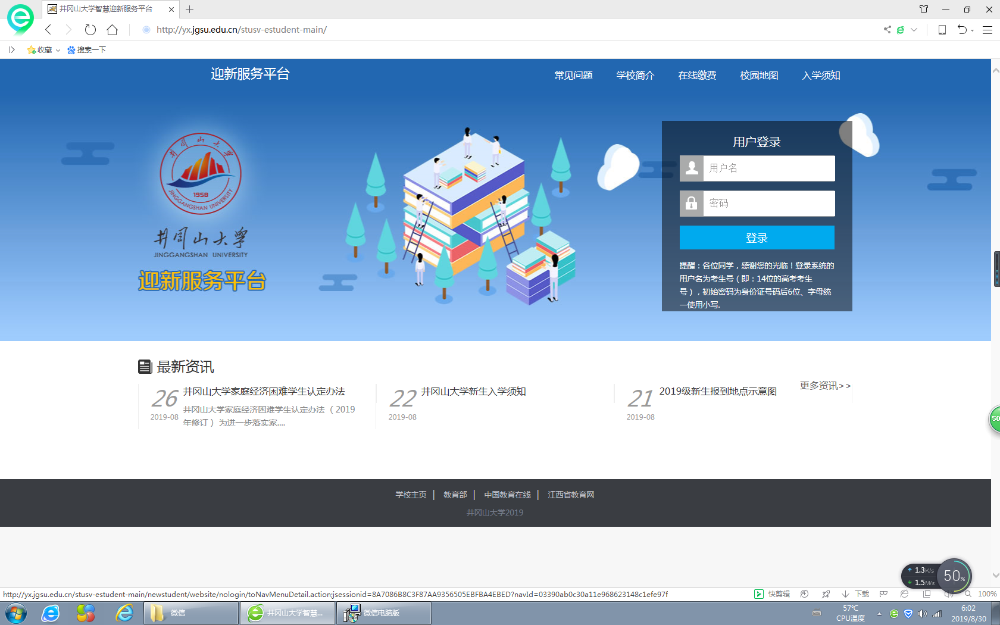 井冈山大学智慧迎新服务平台
http://yx.jgsu.edu.cn/stusv-estudent-main/
收藏 搜索一下
迎新服务平台 常见问题 学校简介 在线缴费 校园地图 入学须知
井冈山大学
1958
JINGGANGSHAN UNIVERSITY
井冈山大学
JINGGANGSHAN UNIVERSITY
迎新服务平台
用户登录
用户名
密码
登录
提醒：各位同学，感谢您的光临！登录系统的
用户名为考生号（即：14位的高考考生
号），初始密码为身份证号码后6位、字母统
一使用小写.
最新资讯
更多资讯>>
26 井冈山大学家庭经济困难学生认定办法
2019-08 井冈山大学家庭经济困难学生认定办法 （2019
年修订） 为进一步落实家....
22 井冈山大学新生入学须知
2019-08
21 2019级新生报到地点示意图
2019-08
50
学校主页 | 教育部 | 中国教育在线 | 江西省教育网
井冈山大学2019
1.3K/s
1.5M/s
50%
http://yx.jgsu.edu.cn/stusv-estudent-main/newstudent/website/nologin/toNavMenuDetail.action;jsessionid=8A7086B8C3F87AA9356505EBFBA4EBED?navId=03390ab0c30a11e968623148c1efe97f
快剪辑 下载 100%
微信 井冈山大学智慧... 微信电脑版
57℃
CPU温度
6:02
2019/8/30